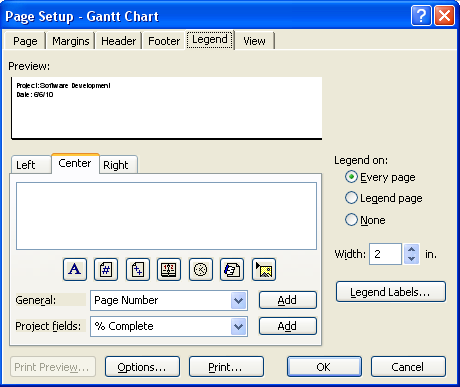 Page Setup - Gantt Chart
Page Margins Header Footer Legend View
Preview:
Project: Software Development
Date: 6/6/10
Left Center Right
Legend on:
Every page
Legend page
None
Width: 2 in.
Legend Labels...
A # 
General: Page Number Add
Project fields: % Complete Add
Print Preview... Options... Print... OK Cancel